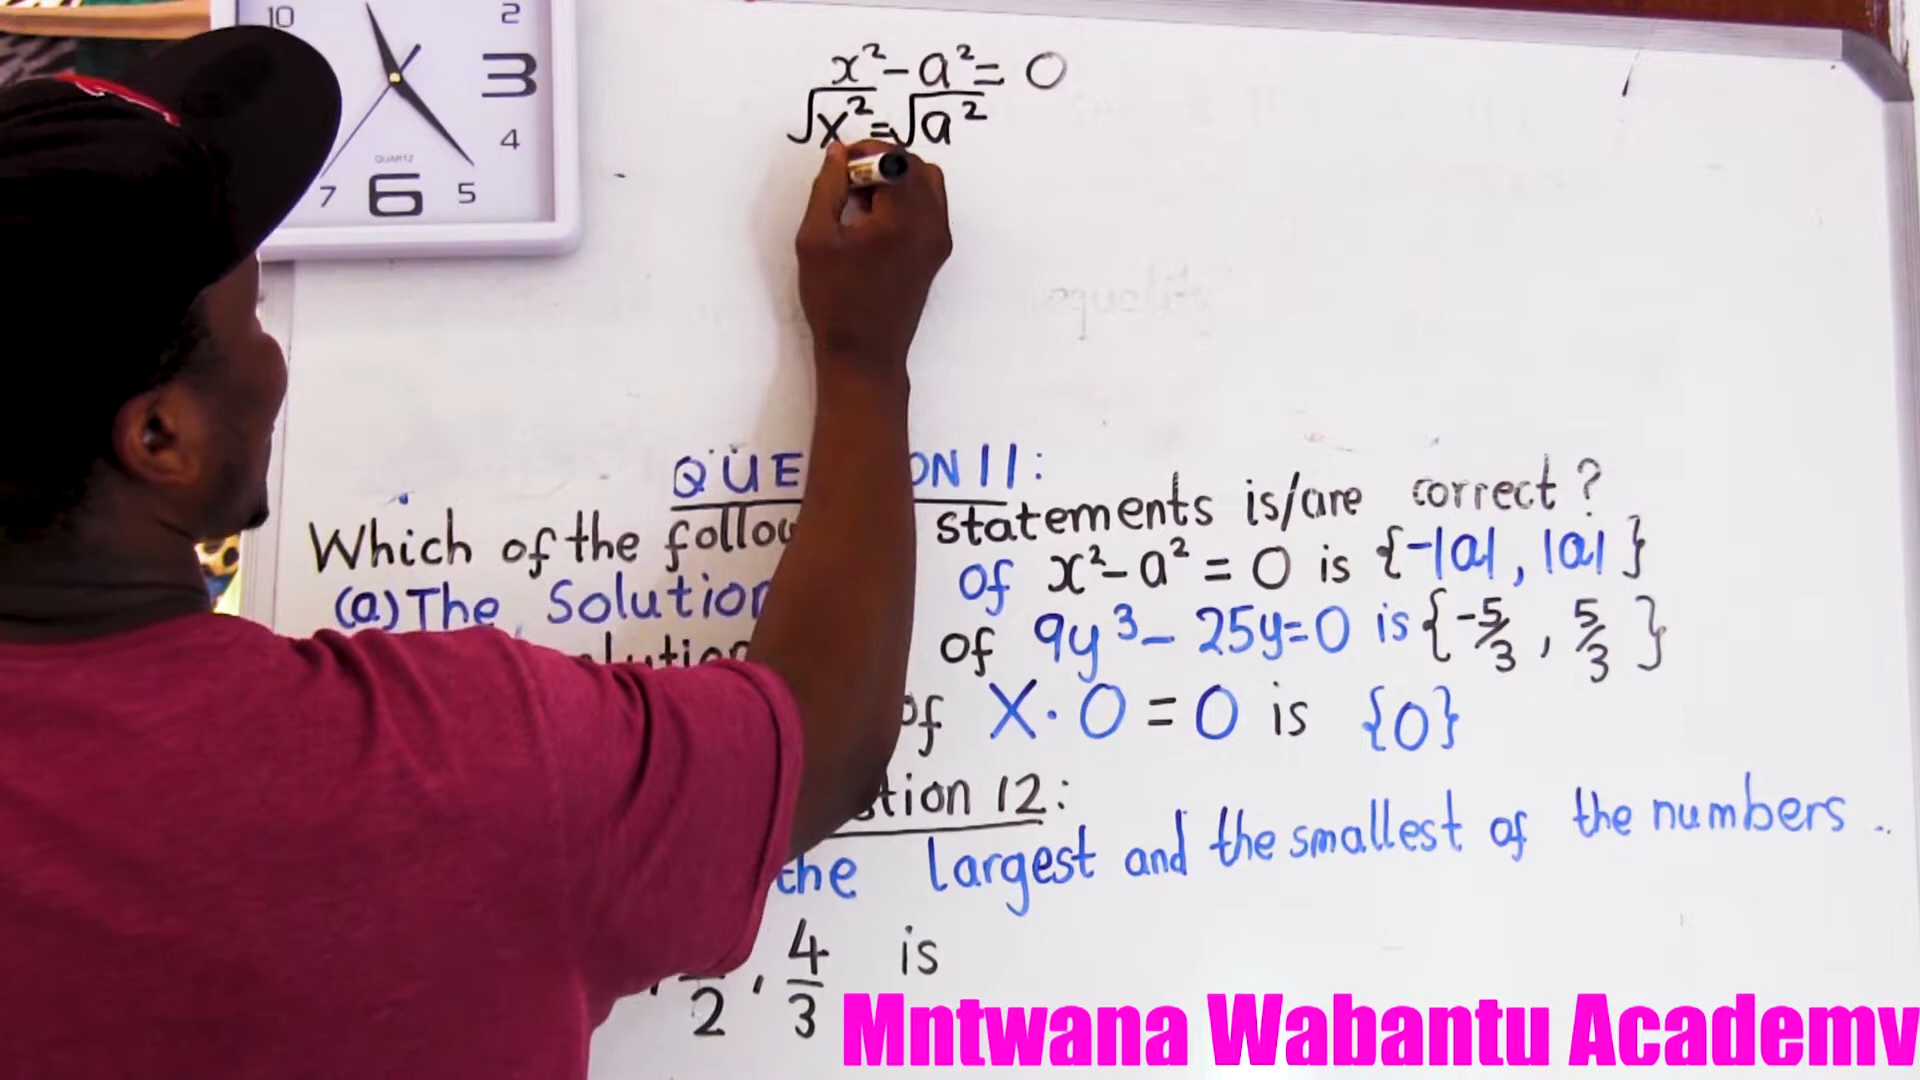 10 2
3
4
QUARTZ
7 6 5
x² - a² = 0
√x² = √a²
QUE ON 11:
Which of the follow statements is/are correct?
(a) The Solution of x² - a² = 0 is {-|a|, |a|}
lution of 9y³ - 25y = 0 is {-5/3, 5/3}
of X · 0 = 0 is {0}
stion 12:
the largest and the smallest of the numbers ..
, 2, 4/3 is
Mntwana Wabantu Academy